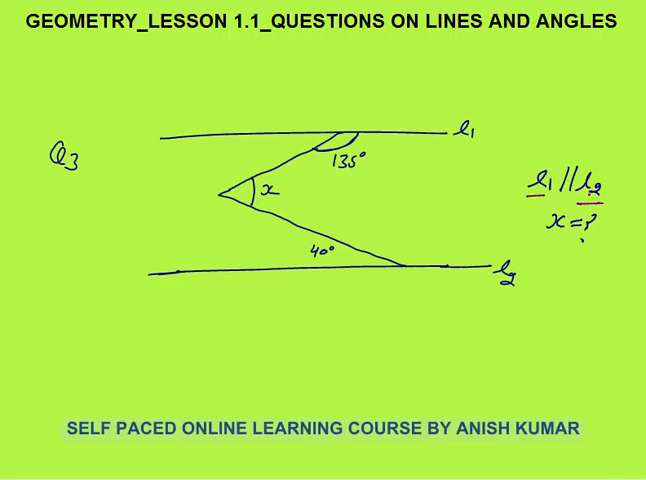 GEOMETRY_LESSON 1.1_QUESTIONS ON LINES AND ANGLES
l1
Q3
135°
x
l1 // l2
x = ?
40°
l2
SELF PACED ONLINE LEARNING COURSE BY ANISH KUMAR